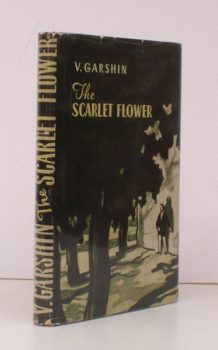 V. GARSHIN
The
SCARLET FLOWER
V. GARSHIN The SCARLET FLOWER